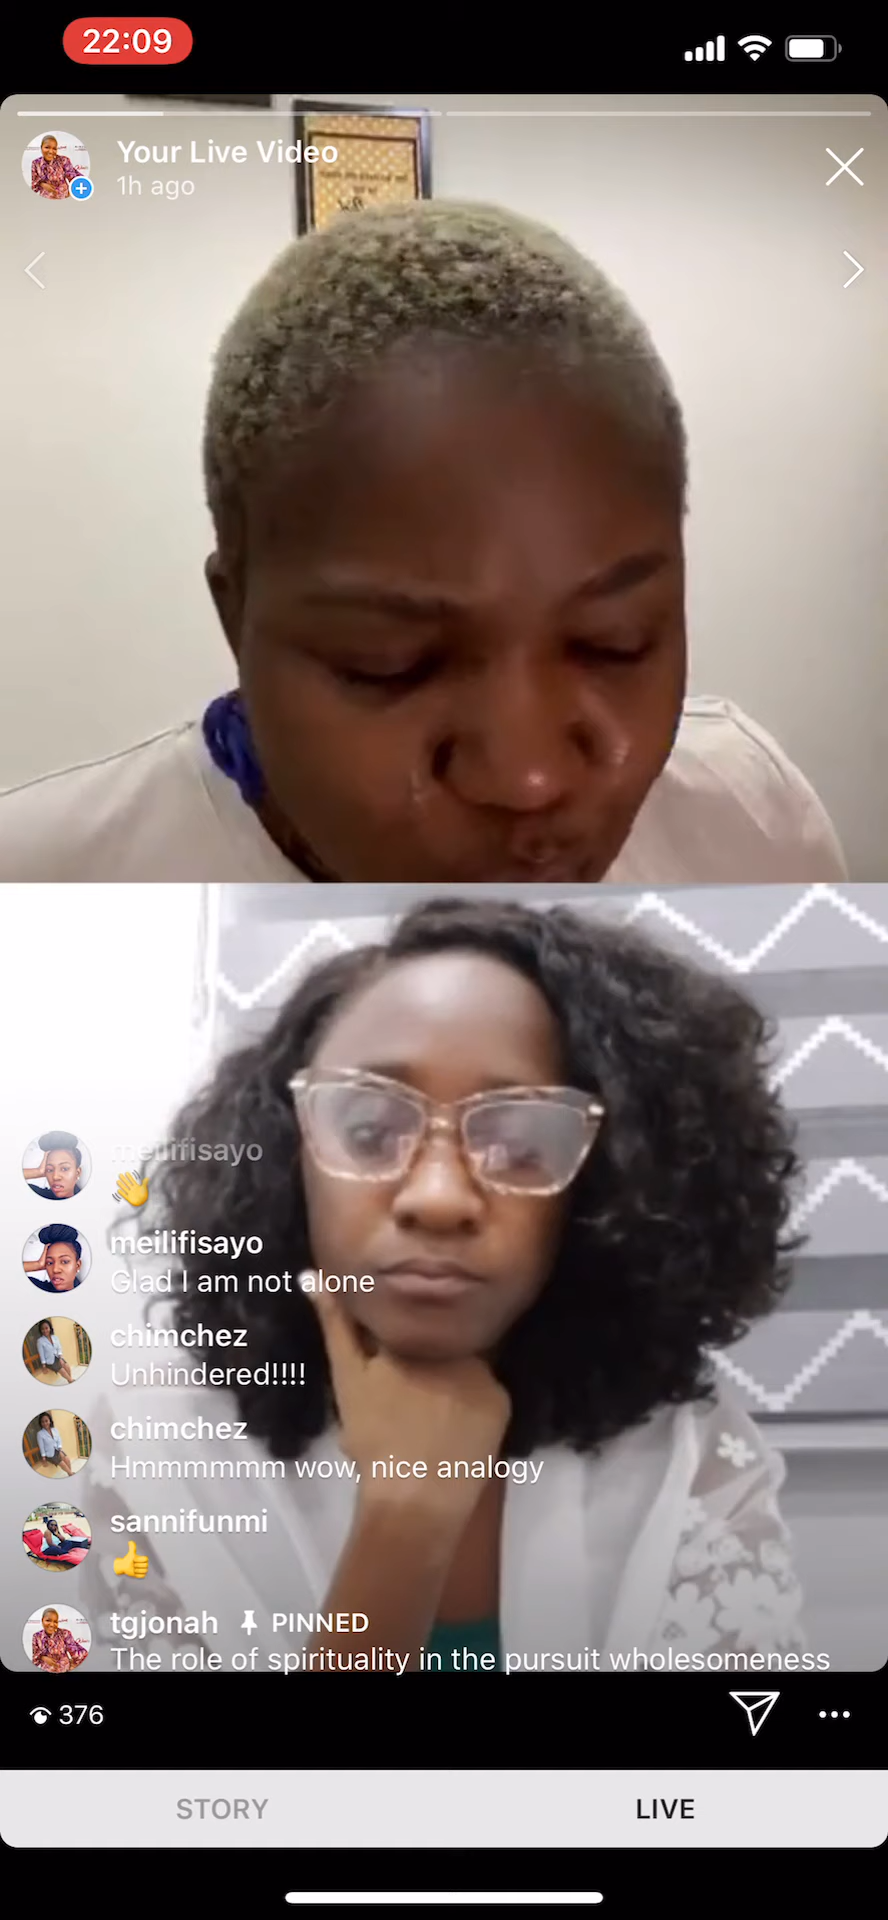 22:09
Your Live Video
1h ago
meilifisayo
👋
meilifisayo
Glad I am not alone
chimchez
Unhindered!!!!
chimchez
Hmmmmmm wow, nice analogy
sannifunmi
👍
tgjonah PINNED
The role of spirituality in the pursuit wholesomeness
376
STORY
LIVE